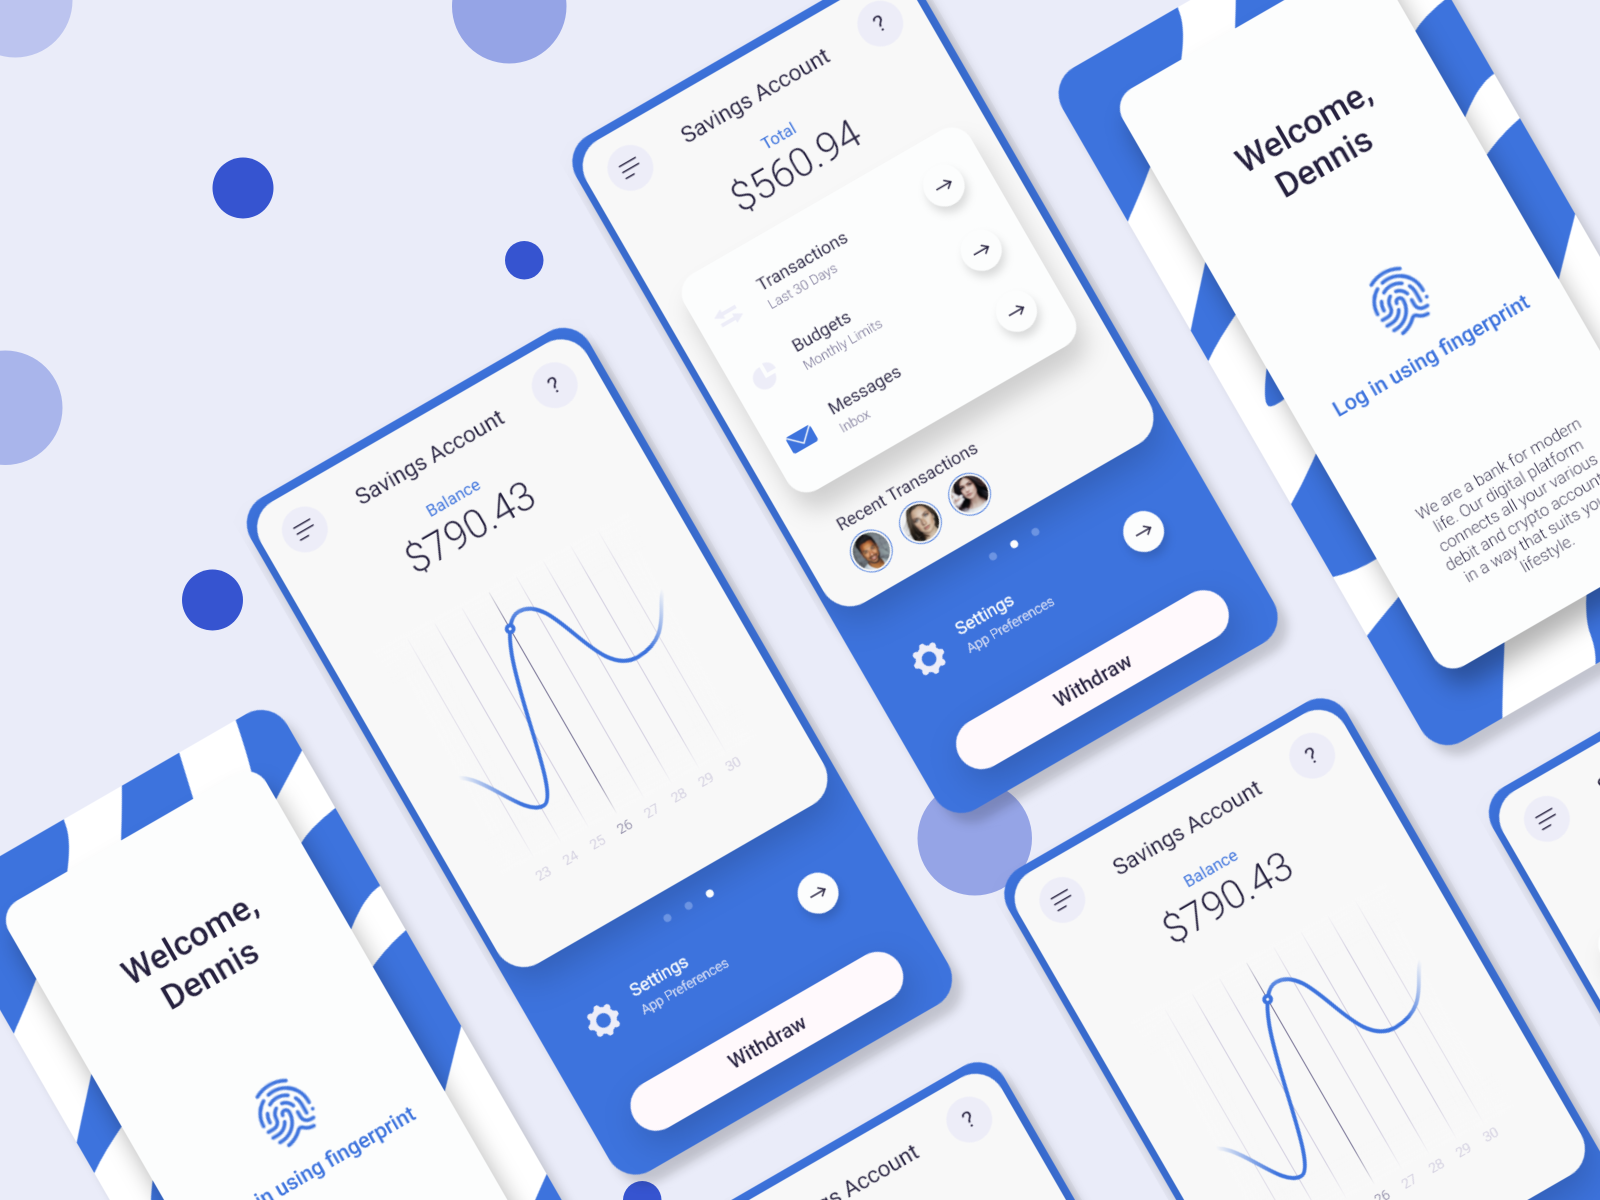 ?
Savings Account
Total
$560.94
Transactions
Last 30 Days
Budgets
Monthly Limits
Messages
Inbox
Recent Transactions
Settings
App Preferences
Withdraw
Welcome,
Dennis
Log in using fingerprint
We are a bank for modern
life. Our digital platform
connects all your various
debit and crypto account
in a way that suits you
lifestyle.
?
Savings Account
Balance
$790.43
23 24 25 26 27 28 29 30
Settings
App Preferences
Withdraw
Welcome,
Dennis
in using fingerprint
?
Savings Account
Balance
$790.43
26 27 28 29 30
?
gs Account